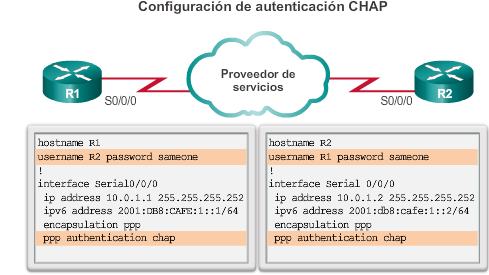 Configuración de autenticación CHAP
R1
S0/0/0
Proveedor de
servicios
S0/0/0
R2
hostname R1
username R2 password sameone
!
interface Serial0/0/0
ip address 10.0.1.1 255.255.255.252
ipv6 address 2001:DB8:CAFE:1::1/64
encapsulation ppp
ppp authentication chap
hostname R2
username R1 password sameone
!
interface Serial 0/0/0
ip address 10.0.1.2 255.255.255.252
ipv6 address 2001:db8:cafe:1::2/64
encapsulation ppp
ppp authentication chap